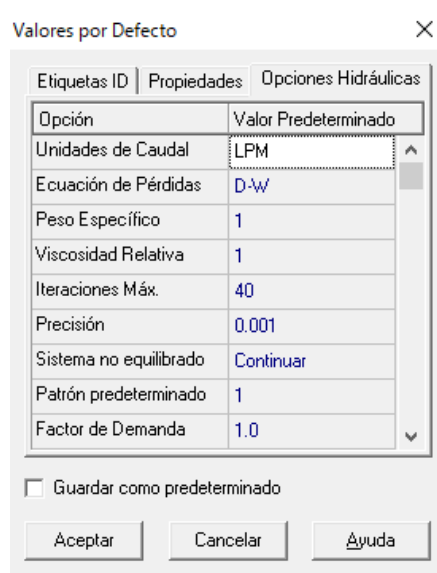 Valores por Defecto
Etiquetas ID Propiedades Opciones Hidráulicas
Opción Valor Predeterminado
Unidades de Caudal LPM
Ecuación de Pérdidas D-W
Peso Específico 1
Viscosidad Relativa 1
Iteraciones Máx. 40
Precisión 0.001
Sistema no equilibrado Continuar
Patrón predeterminado 1
Factor de Demanda 1.0
Guardar como predeterminado
Aceptar Cancelar Ayuda